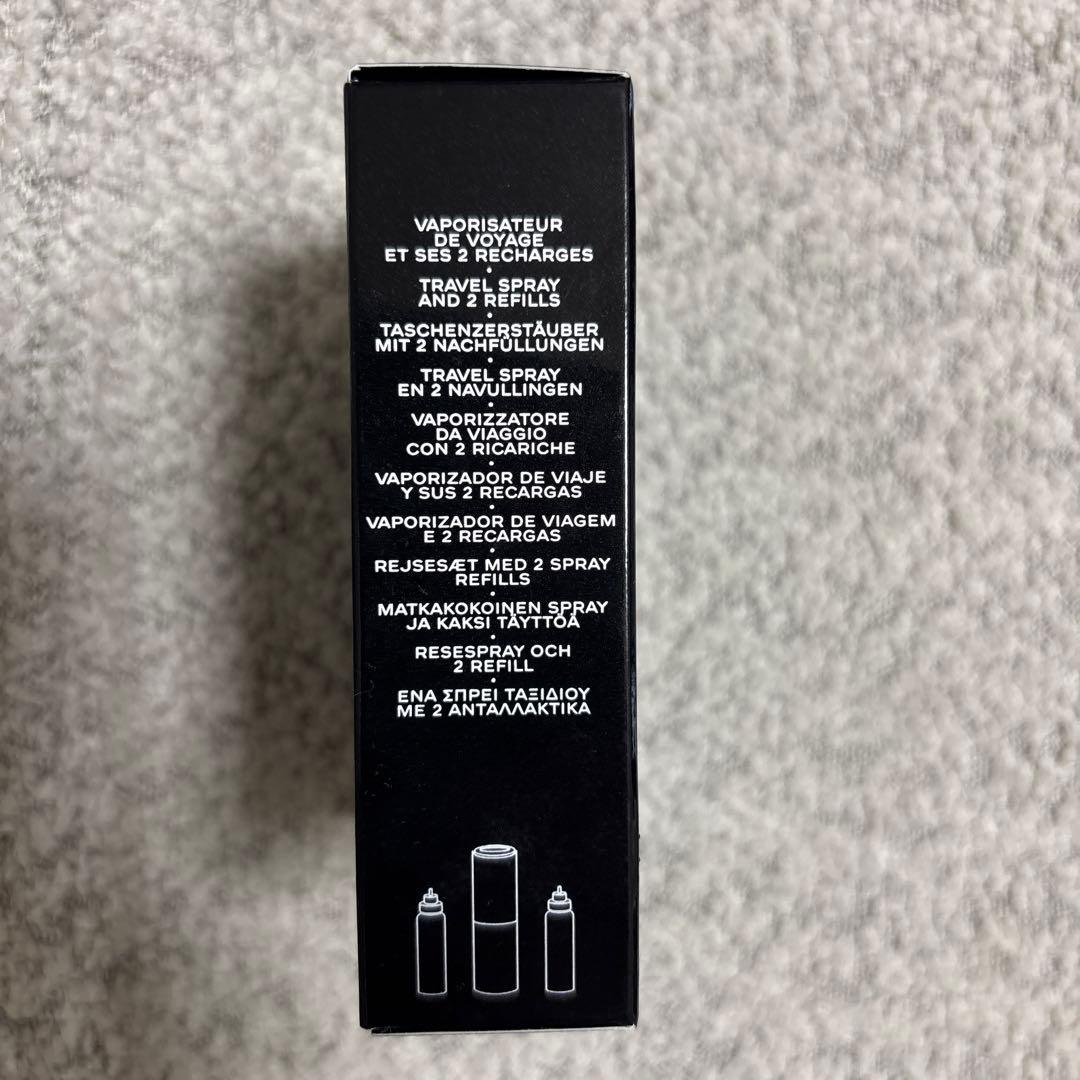 VAPORISATEUR
DE VOYAGE
ET SES 2 RECHARGES
•
TRAVEL SPRAY
AND 2 REFILLS
•
TASCHENZERSTÄUBER
MIT 2 NACHFÜLLUNGEN
•
TRAVEL SPRAY
EN 2 NAVULLINGEN
•
VAPORIZZATORE
DA VIAGGIO
CON 2 RICARICHE
•
VAPORIZADOR DE VIAJE
Y SUS 2 RECARGAS
•
VAPORIZADOR DE VIAGEM
E 2 RECARGAS
•
REJSESÆT MED 2 SPRAY
REFILLS
•
MATKAKOKOINEN SPRAY
JA KAKSI TÄYTTÖÄ
•
RESESPRAY OCH
2 REFILL
•
ΕΝΑ ΣΠΡΕΙ ΤΑΞΙΔΙΟΥ
ΜΕ 2 ΑΝΤΑΛΛΑΚΤΙΚΑ